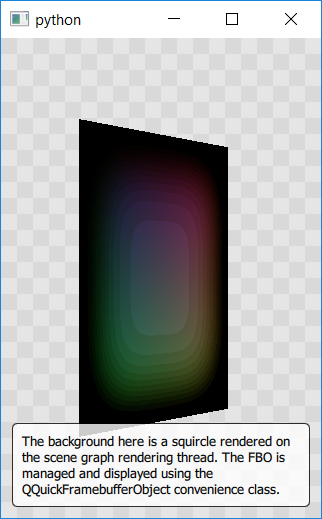 python
The background here is a squircle rendered on
the scene graph rendering thread. The FBO is
managed and displayed using the
QQuickFramebufferObject convenience class.